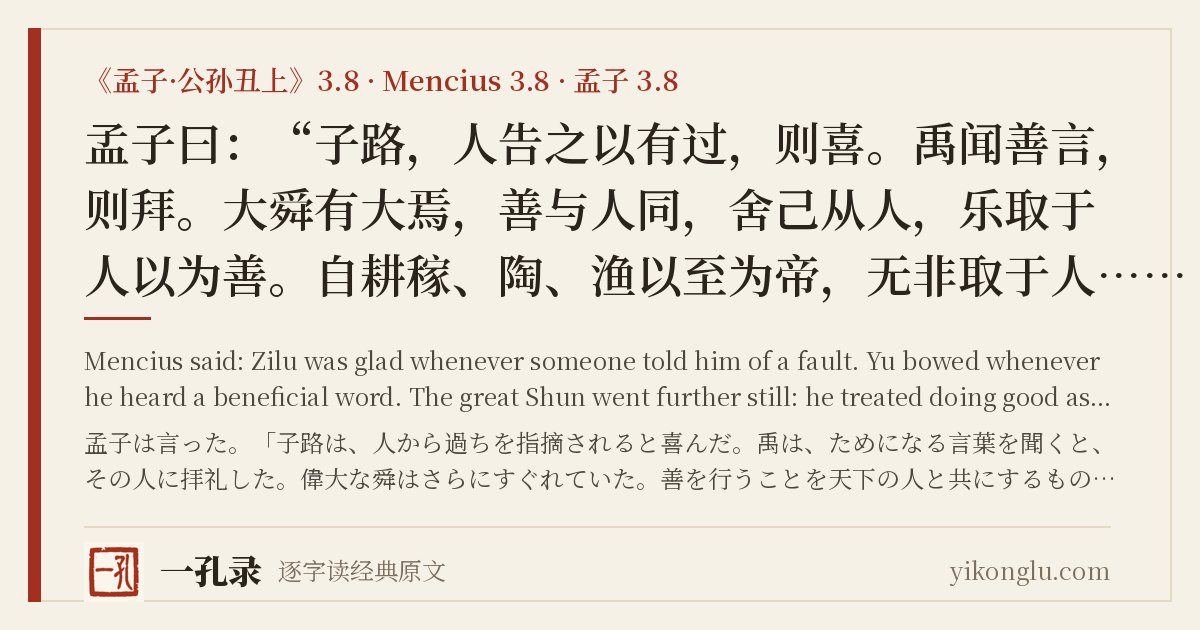 《孟子·公孙丑上》3.8 · Mencius 3.8 · 孟子 3.8
孟子曰：“子路，人告之以有过，则喜。禹闻善言，
则拜。大舜有大焉，善与人同，舍己从人，乐取于
人以为善。自耕稼、陶、渔以至为帝，无非取于人……
Mencius said: Zilu was glad whenever someone told him of a fault. Yu bowed whenever
he heard a beneficial word. The great Shun went further still: he treated doing good as…
孟子は言った。「子路は、人から過ちを指摘されると喜んだ。禹は、ためになる言葉を聞くと、
その人に拝礼した。偉大な舜はさらにすぐれていた。善を行うことを天下の人と共にするもの…
一孔
一孔录 逐字读经典原文
yikonglu.com